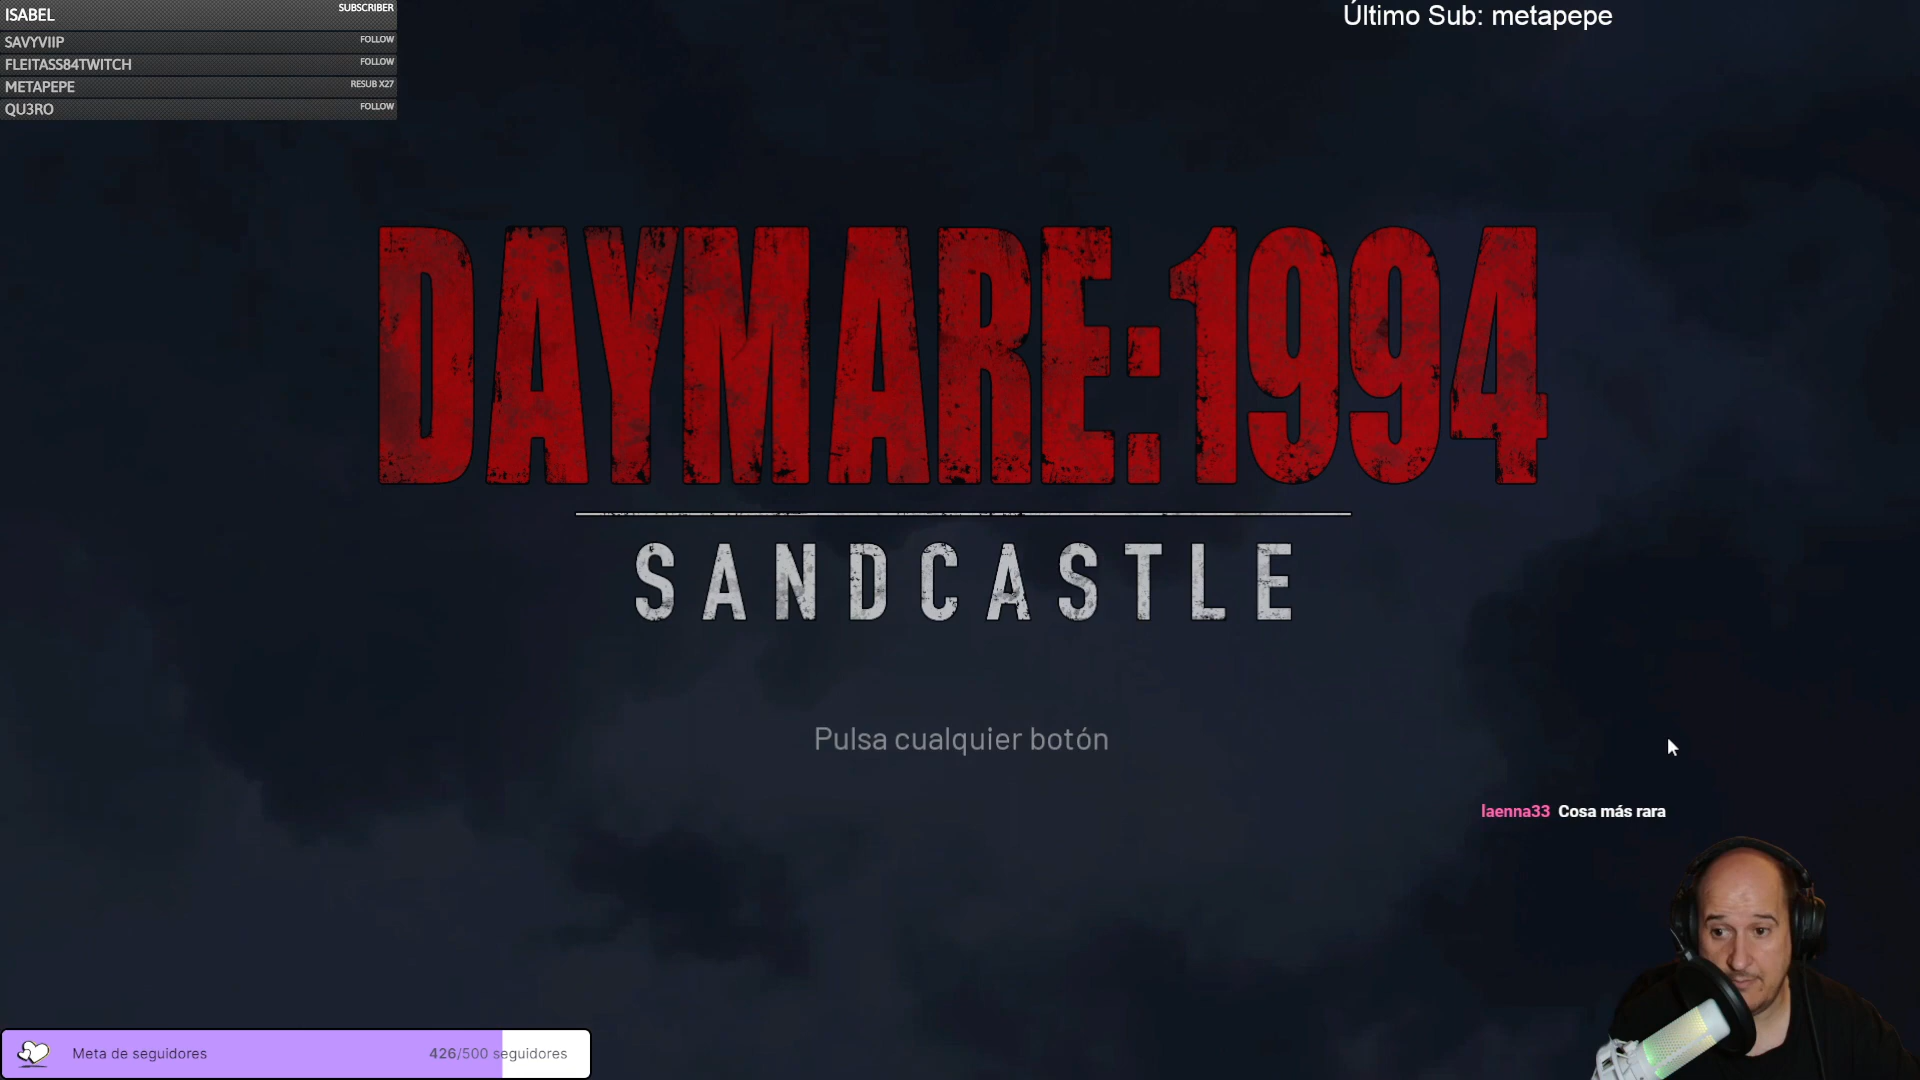 ISABEL SUBSCRIBER
SAVYVIIP FOLLOW
FLEITASS84TWITCH FOLLOW
METAPEPE RESUB X27
QU3RO FOLLOW
Último Sub: metapepe
DAYMARE:1994
SANDCASTLE
Pulsa cualquier botón
laenna33 Cosa más rara
Meta de seguidores 426/500 seguidores